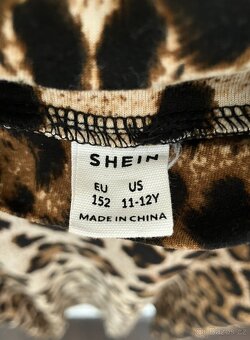 SHEIN
EU US
152 11-12Y
MADE IN CHINA